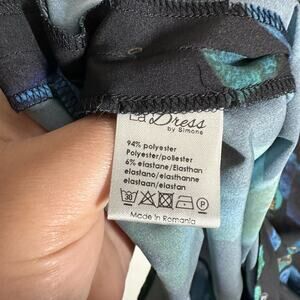 La Dress
by Simone
94% polyester
Polyester/poliester
6% elastane/Elasthan
elastano/elasthanne
elastaan/elastan
30
P
Made in Romania